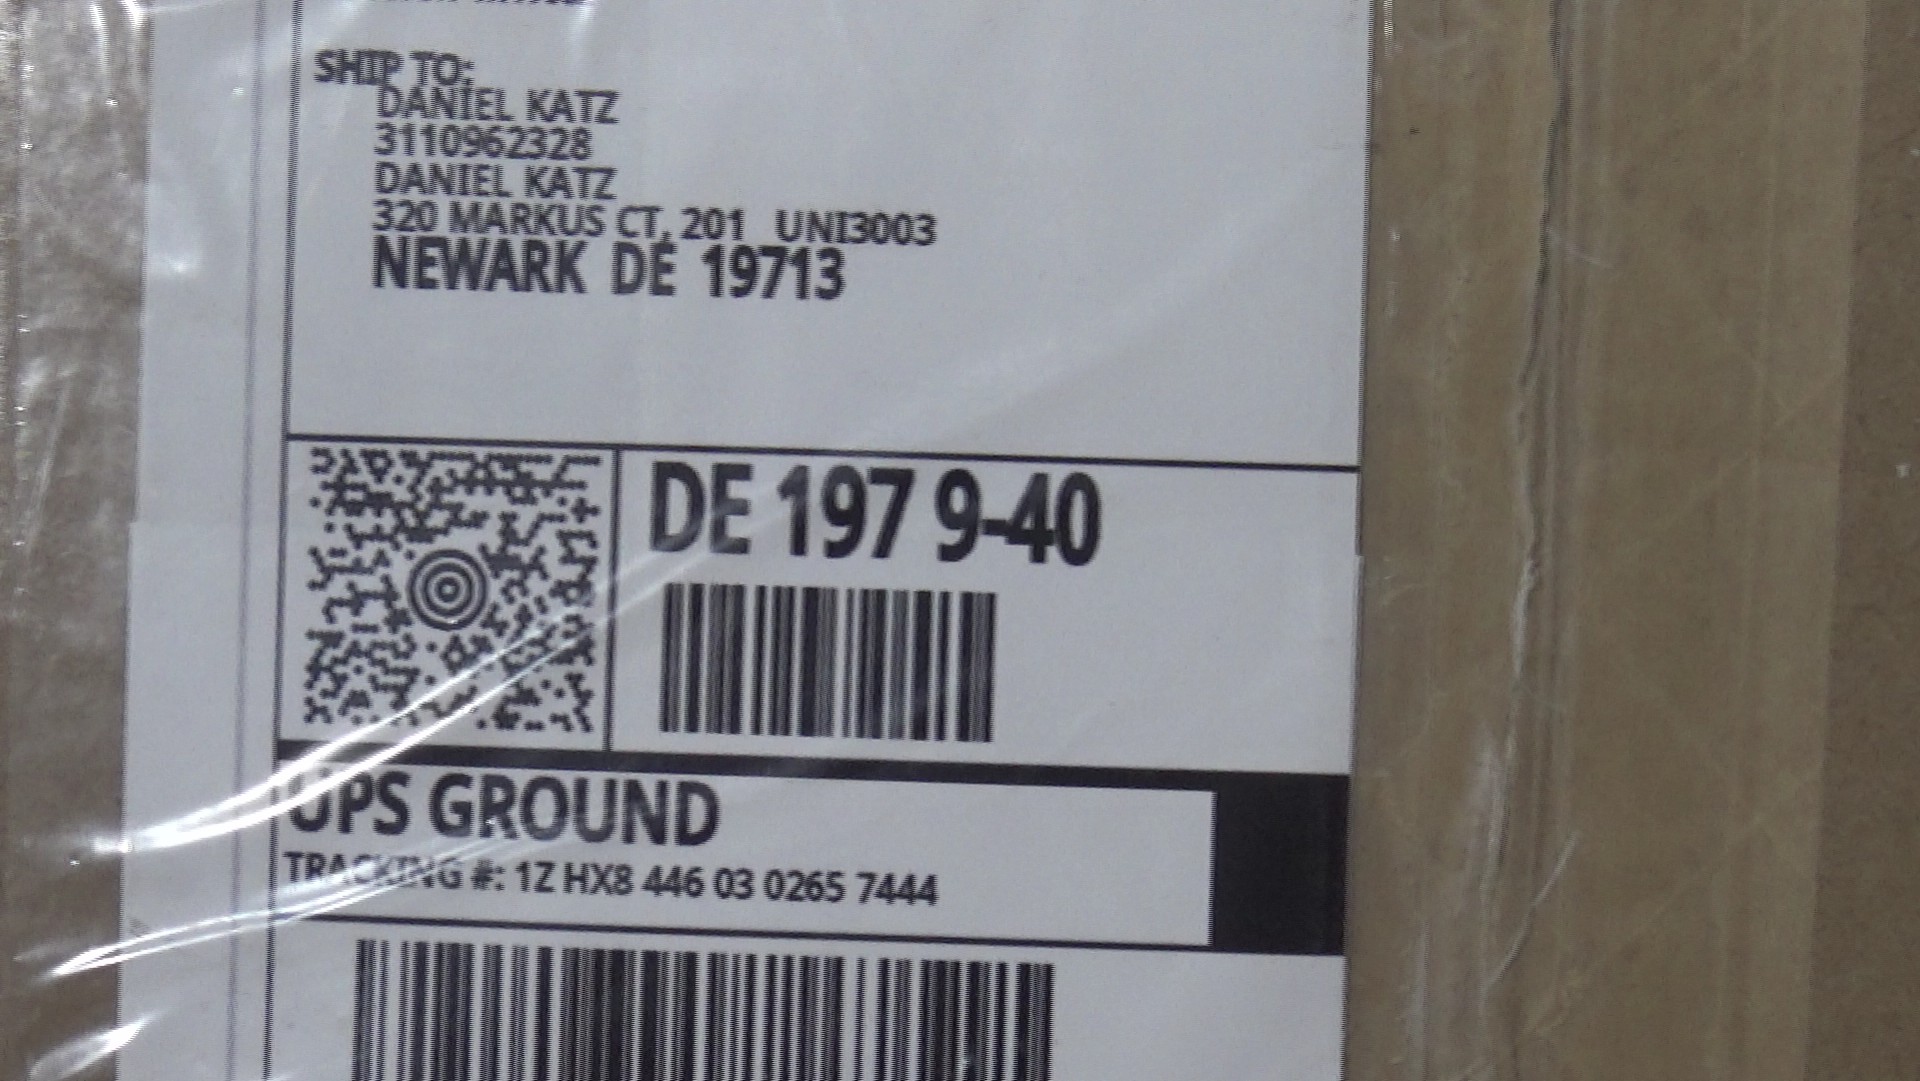 SHIP TO:
DANIEL KATZ
3110962328
DANIEL KATZ
320 MARKUS CT, 201 UNI3003
NEWARK DE 19713
DE 197 9-40
UPS GROUND
TRACKING #: 1Z HX8 446 03 0265 7444